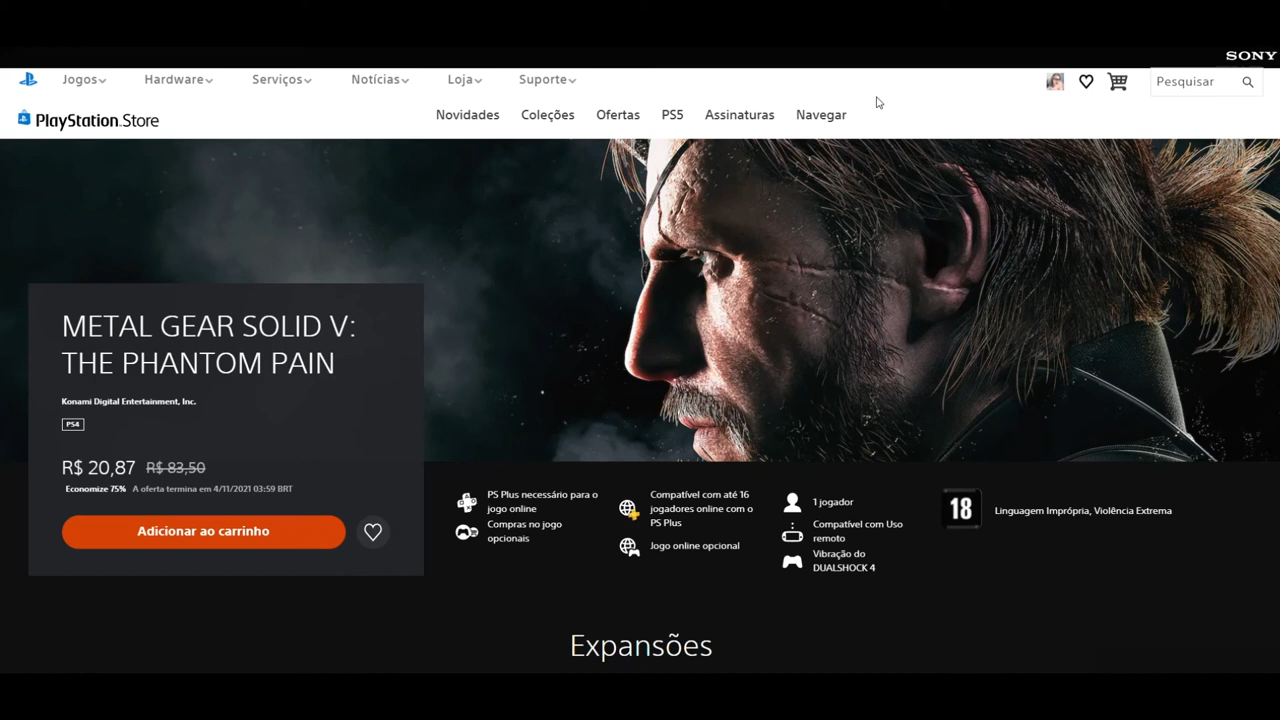 SONY
Jogos
Hardware
Serviços
Notícias
Loja
Suporte
Pesquisar
PlayStation.Store
Novidades
Coleções
Ofertas
PS5
Assinaturas
Navegar
METAL GEAR SOLID V:
THE PHANTOM PAIN
Konami Digital Entertainment, Inc.
PS4
R$ 20,87 R$ 83,50
Economize 75% A oferta termina em 4/11/2021 03:59 BRT
Adicionar ao carrinho
PS Plus necessário para o
jogo online
Compras no jogo
opcionais
Compatível com até 16
jogadores online com o
PS Plus
Jogo online opcional
1 jogador
Compatível com Uso
remoto
Vibração do
DUALSHOCK 4
18
Linguagem Imprópria, Violência Extrema
Expansões